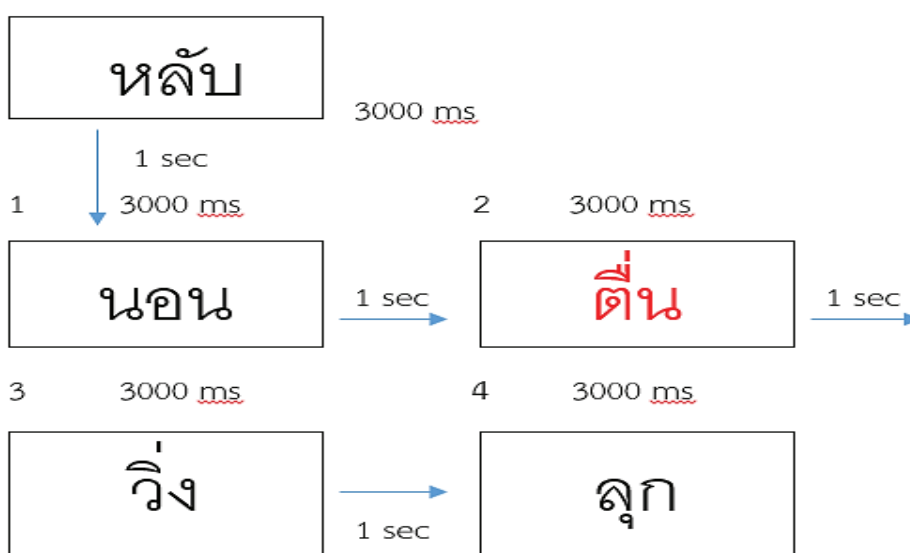 หลับ
3000 ms
1 sec
1 3000 ms 2 3000 ms
นอน 1 sec ตื่น 1 sec
3 3000 ms 4 3000 ms
วิ่ง 1 sec ลุก